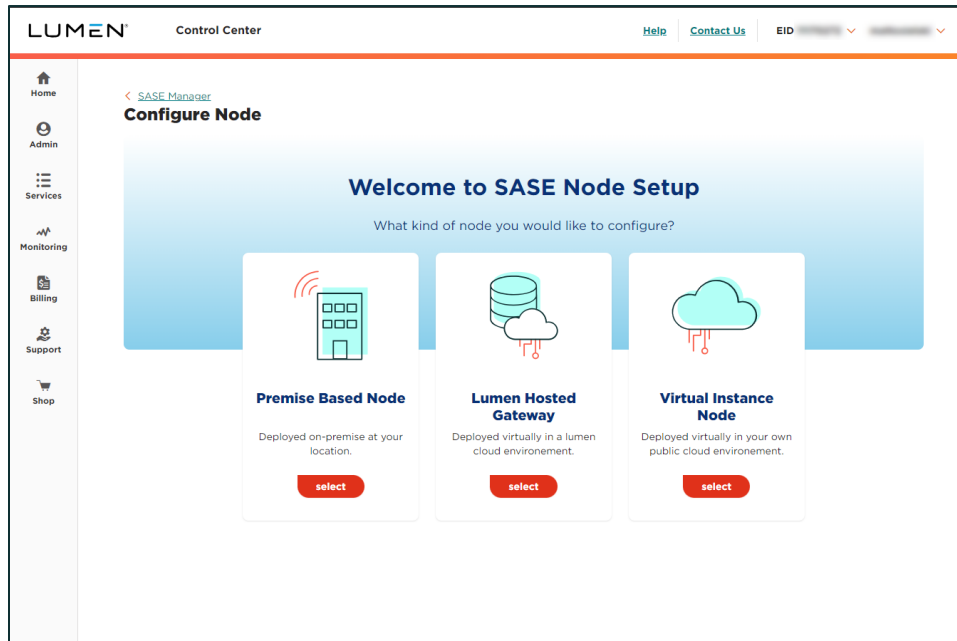 LUMEN®
Control Center
Help
Contact Us
EID
Home
Admin
Services
Monitoring
Billing
Support
Shop
SASE Manager
Configure Node
Welcome to SASE Node Setup
What kind of node you would like to configure?
Premise Based Node
Deployed on-premise at your
location.
select
Lumen Hosted
Gateway
Deployed virtually in a lumen
cloud environement.
select
Virtual Instance
Node
Deployed virtually in your own
public cloud environement.
select